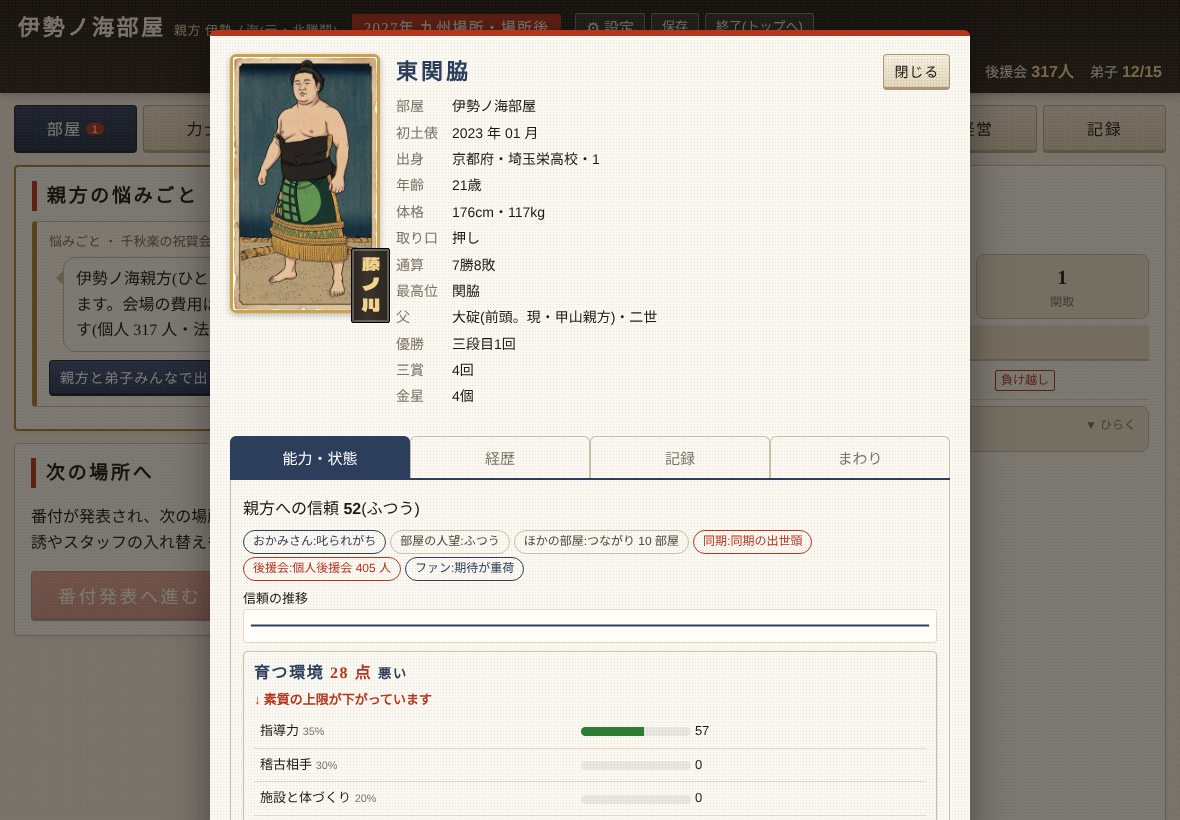 伊勢ノ海部屋
2027年 九州場所・場所後
⚙ 設定
保存
終了(トップへ)
後援会 317人
弟子 12/15
部屋 1
記録
親方の悩みごと
悩みごと ・ 千秋楽の祝賀会
伊勢ノ海親方(ひと
ます。会場の費用は
す(個人 317 人・法
親方と弟子みんなで出
次の場所へ
番付が発表され、次の場
誘やスタッフの入れ替え
番付発表へ進む
1
関取
負け越し
▼ ひらく
藤ノ川
東関脇
閉じる
部屋 伊勢ノ海部屋
初土俵 2023 年 01 月
出身 京都府・埼玉栄高校・1
年齢 21歳
体格 176cm・117kg
取り口 押し
通算 7勝8敗
最高位 関脇
父 大碇(前頭。現・甲山親方)・二世
優勝 三段目1回
三賞 4回
金星 4個
能力・状態
経歴
記録
まわり
親方への信頼 52(ふつう)
おかみさん:叱られがち
部屋の人望:ふつう
ほかの部屋:つながり 10 部屋
同期:同期の出世頭
後援会:個人後援会 405 人
ファン:期待が重荷
信頼の推移
育つ環境 28 点 悪い
↓ 素質の上限が下がっています
指導力 35% 57
稽古相手 30% 0
施設と体づくり 20% 0